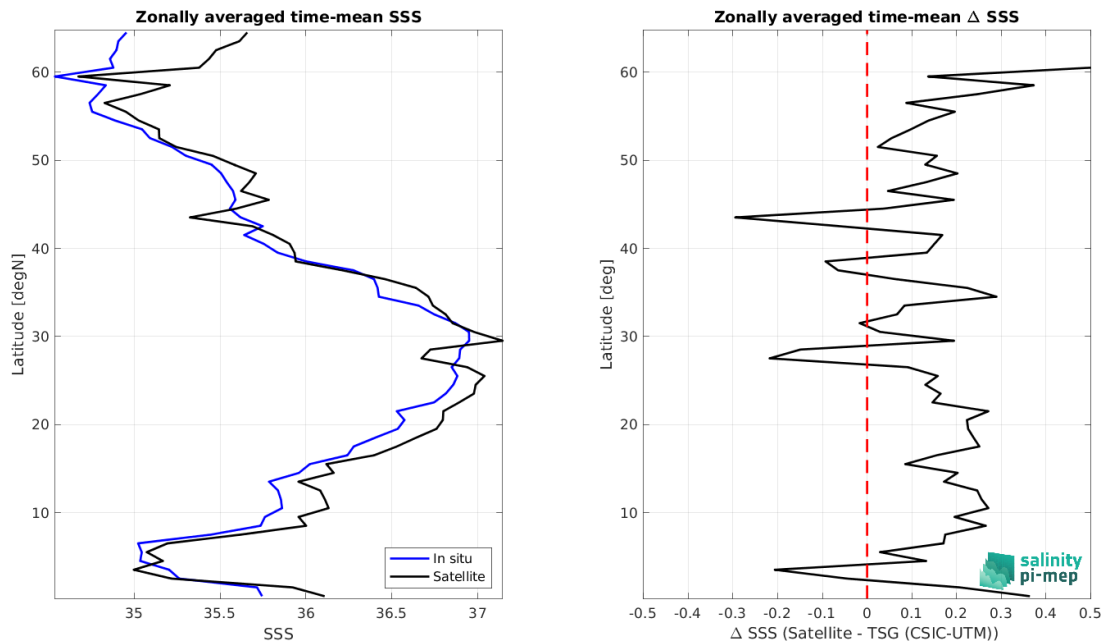 Zonally averaged time-mean SSS
60
50
40
30
20
10
Latitude [degN]
35
35.5
36
36.5
37
SSS
In situ
Satellite
Zonally averaged time-mean Δ SSS
60
50
40
30
20
10
Latitude [deg]
-0.5
-0.4
-0.3
-0.2
-0.1
0
0.1
0.2
0.3
0.4
0.5
Δ SSS (Satellite - TSG (CSIC-UTM))
salinity
pi-mep